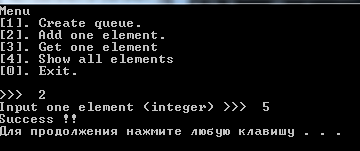 Menu
[1]. Create queue.
[2]. Add one element.
[3]. Get one element
[4]. Show all elements
[0]. Exit.
>>> 2
Input one element (integer) >>> 5
Success !!
Для продолжения нажмите любую клавишу . . .